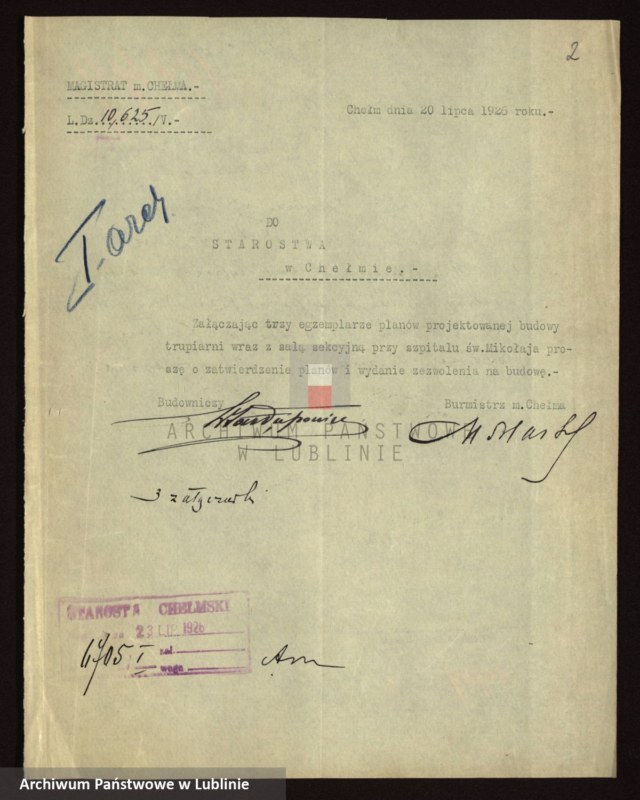 2
MAGISTRAT m. CHEŁMA.-
L.Dz. 10,625/V.-
Chełm dnia 20 lipca 1926 roku.-
DO
STAROSTWA
w Chełmie.-
Załączając trzy egzemplarze planów projektowanej budowy
trupiarni wraz z salą sekcyjną przy szpitalu św.Mikołaja pro-
szę o zatwierdzenie planów i wydanie zezwolenia na budowę.-
Budowniczy
Burmistrz m.Chełma
ARCHIWUM PAŃSTWOWE
W LUBLINIE
3 załączniki
STAROSTA CHEŁMSKI
23 LIP 1926
zał
I
Archiwum Państwowe w Lublinie